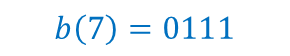 b(7) = 0111